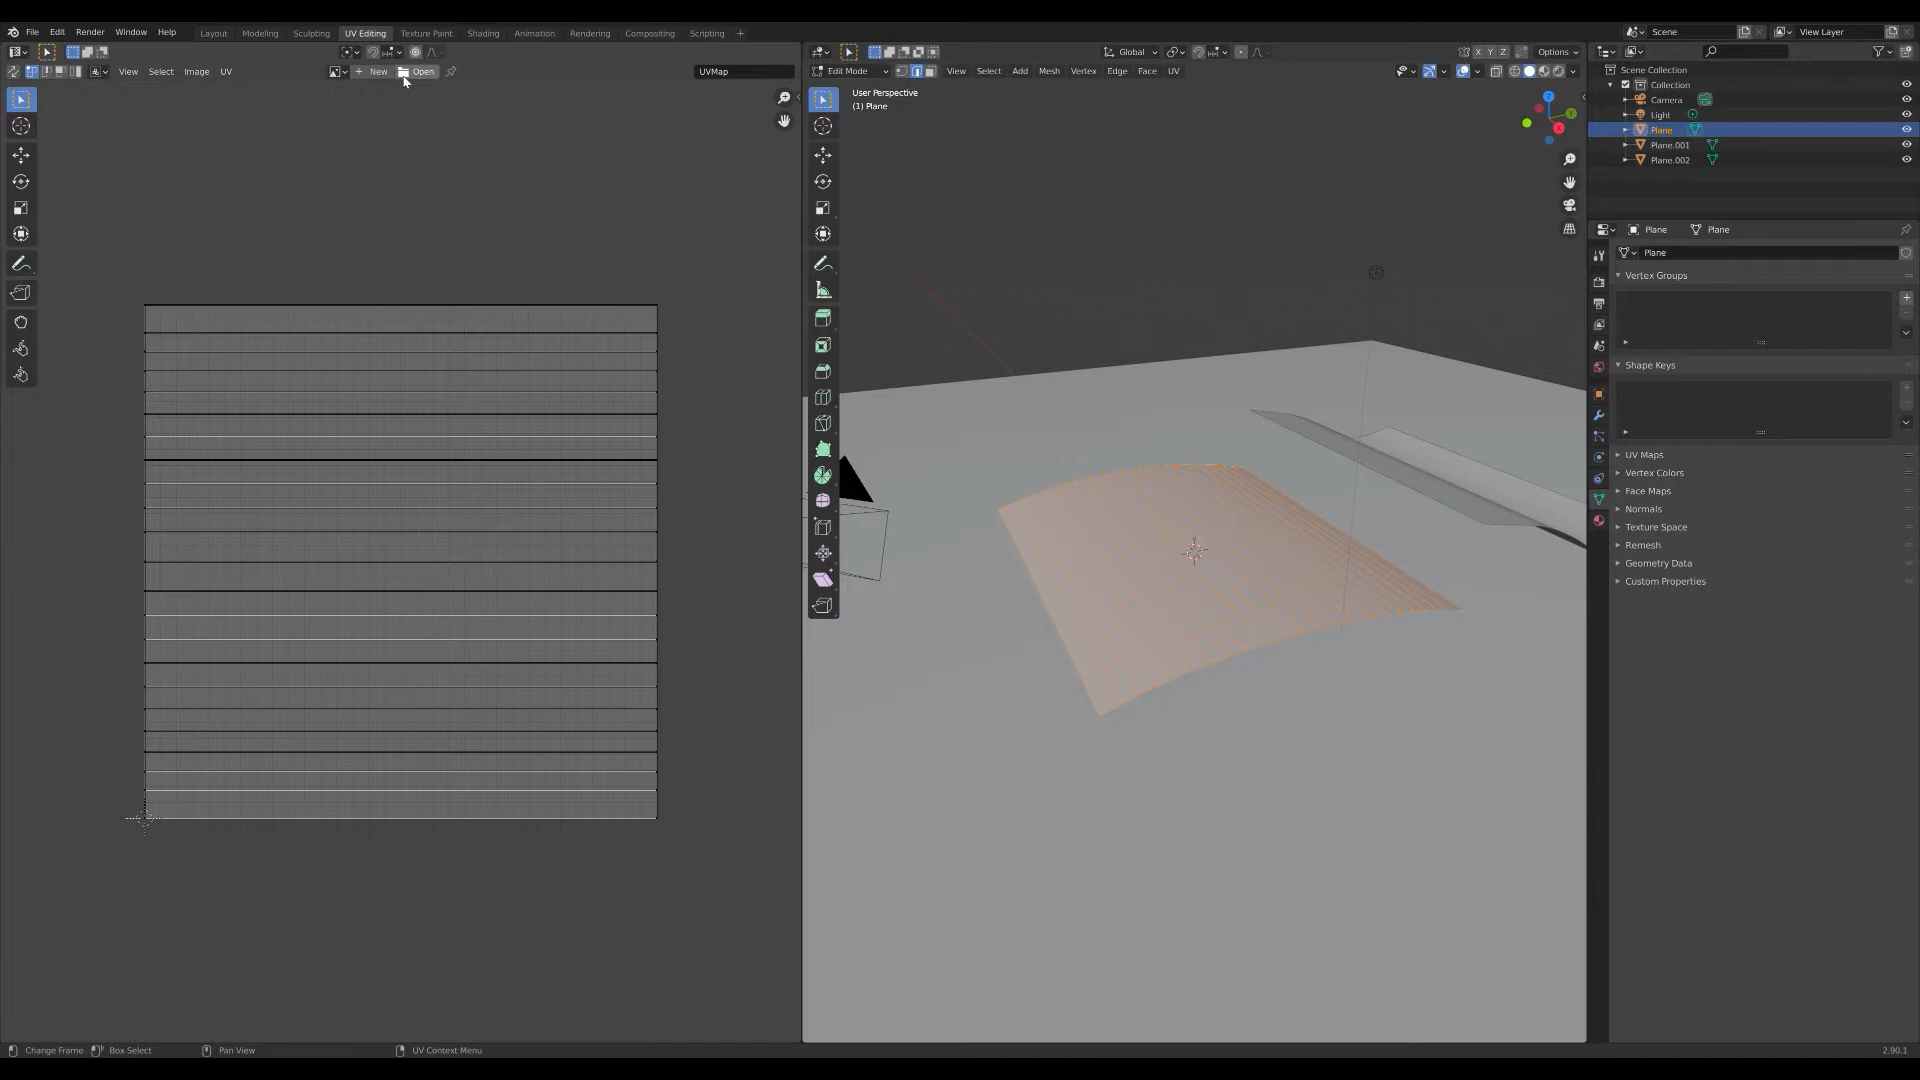 File Edit Render Window Help Layout Modeling Sculpting UV Editing Texture Paint Shading Animation Rendering Compositing Scripting + Scene View Layer
Global Options
View Select Image UV + New Open UVMap
Edit Mode View Select Add Mesh Vertex Edge Face UV X Y Z
User Perspective
(1) Plane
Z
Y
X
Scene Collection
Collection
Camera
Light
Plane
Plane.001
Plane.002
Plane Plane
Plane
Vertex Groups
Shape Keys
UV Maps
Vertex Colors
Face Maps
Normals
Texture Space
Remesh
Geometry Data
Custom Properties
Change Frame Box Select Pan View UV Context Menu 2.90.1